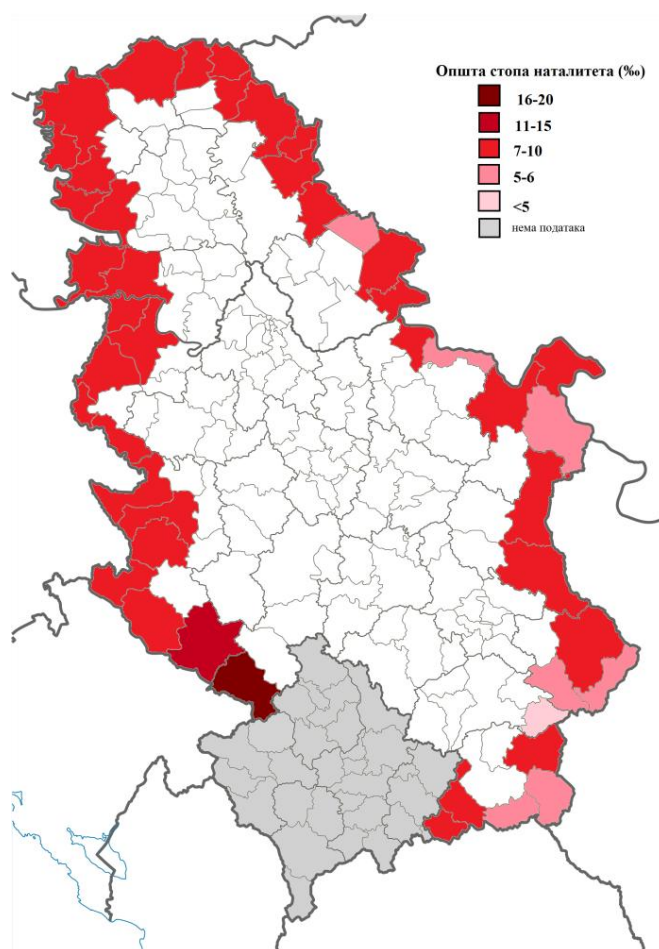 Општа стопа наталитета (‰)
16-20
11-15
7-10
5-6
<5
нема података